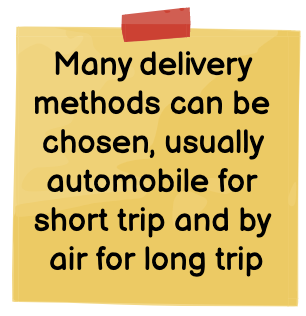 Many delivery
methods can be
chosen, usually
automobile for
short trip and by
air for long trip